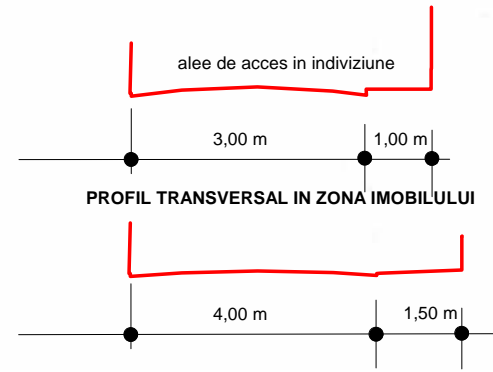 alee de acces in indiviziune
3,00 m 1,00 m
PROFIL TRANSVERSAL IN ZONA IMOBILULUI
4,00 m 1,50 m